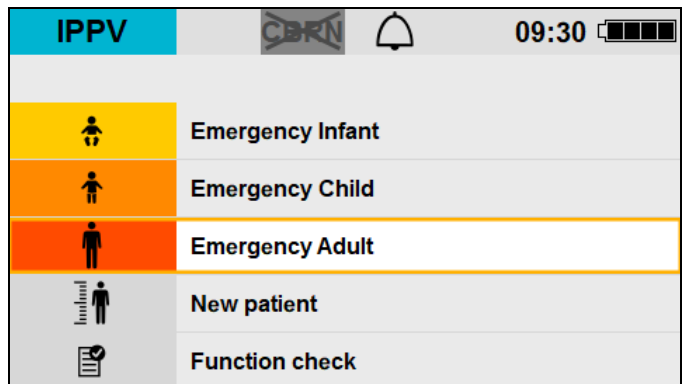 IPPV CBRN 09:30
Emergency Infant
Emergency Child
Emergency Adult
New patient
Function check